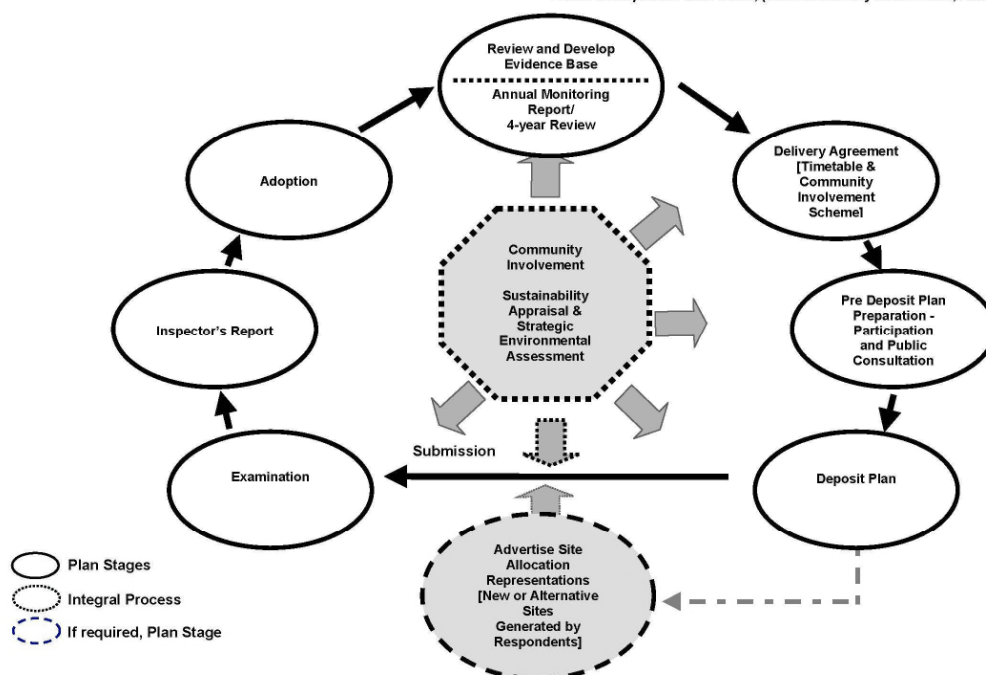 Review and Develop
Evidence Base
Annual Monitoring
Report/
4-year Review
Delivery Agreement
[Timetable &
Community
Involvement
Scheme]
Adoption
Community
Involvement
Sustainability
Appraisal &
Strategic
Environmental
Assessment
Pre Deposit Plan
Preparation -
Participation
and Public
Consultation
Inspector's Report
Submission
Examination
Deposit Plan
Advertise Site
Allocation
Representations
[New or Alternative
Sites
Generated by
Respondents]
Plan Stages
Integral Process
If required, Plan Stage